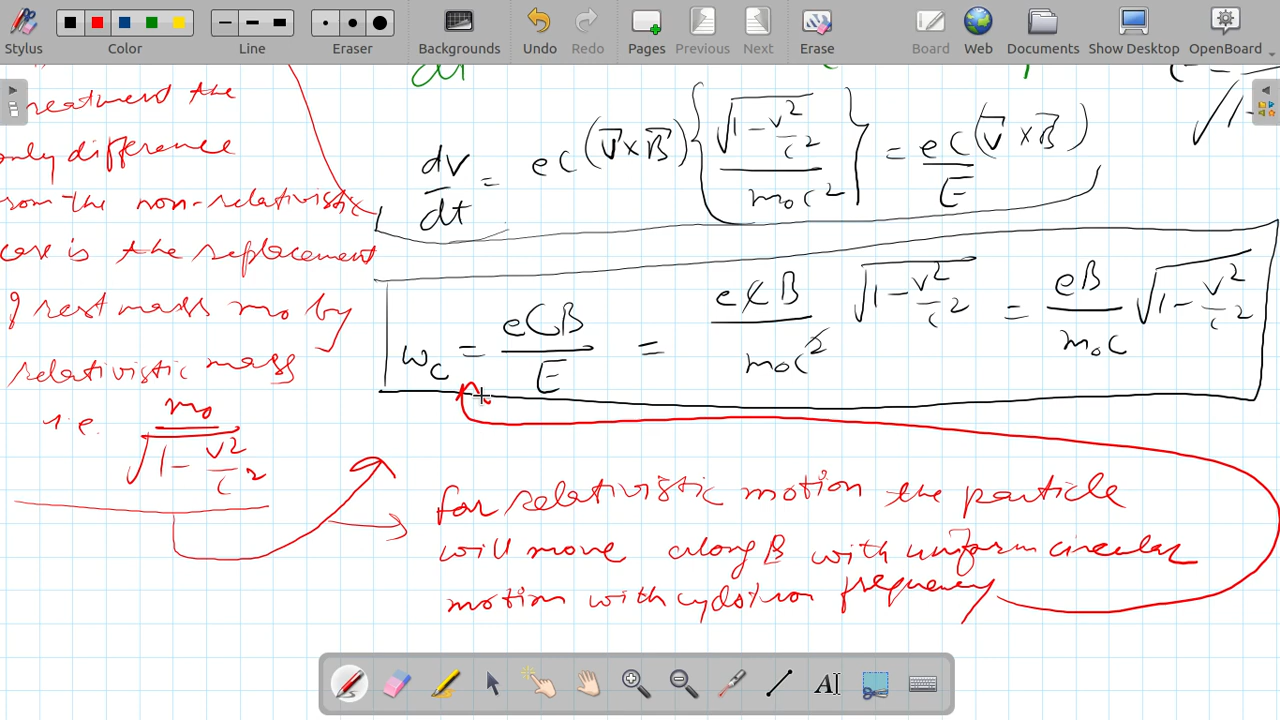 Stylus Color Line Eraser Backgrounds Undo Redo Pages Previous Next Erase Board Web Documents Show Desktop OpenBoard
treatment the
only difference
from the non-relativistic
case is the replacement
of rest mass m₀ by
relativistic mass
i.e. m₀ / √(1 - v²/c²)
dv/dt = ec(v⃗ × B⃗) { √(1 - v²/c²) / m₀c² } = ec(v⃗ × B⃗) / E
ω_c = eCB / E = eCB / m₀c² √(1 - v²/c²) = eB / m₀c √(1 - v²/c²)
for relativistic motion the particle
will move along B with uniform circular
motion with cyclotron frequency